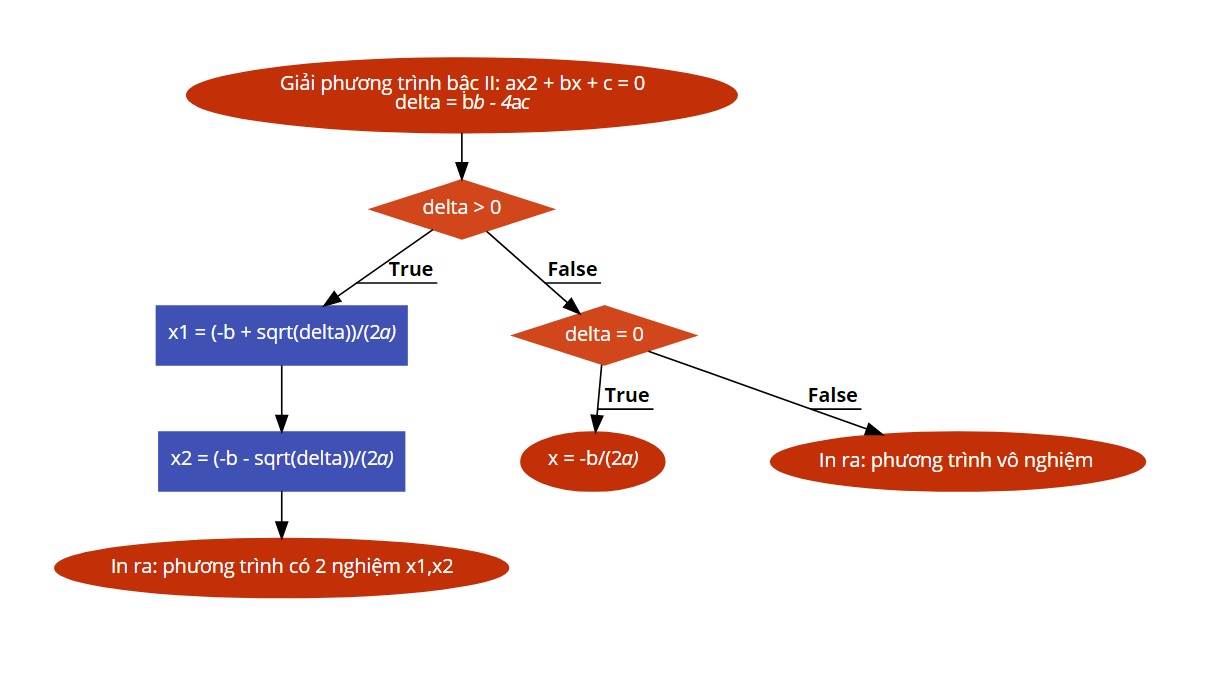 Giải phương trình bậc II: ax2 + bx + c = 0
delta = bb - 4ac
delta > 0
True
False
x1 = (-b + sqrt(delta))/(2a)
delta = 0
True
False
x2 = (-b - sqrt(delta))/(2a)
x = -b/(2a)
In ra: phương trình vô nghiệm
In ra: phương trình có 2 nghiệm x1,x2